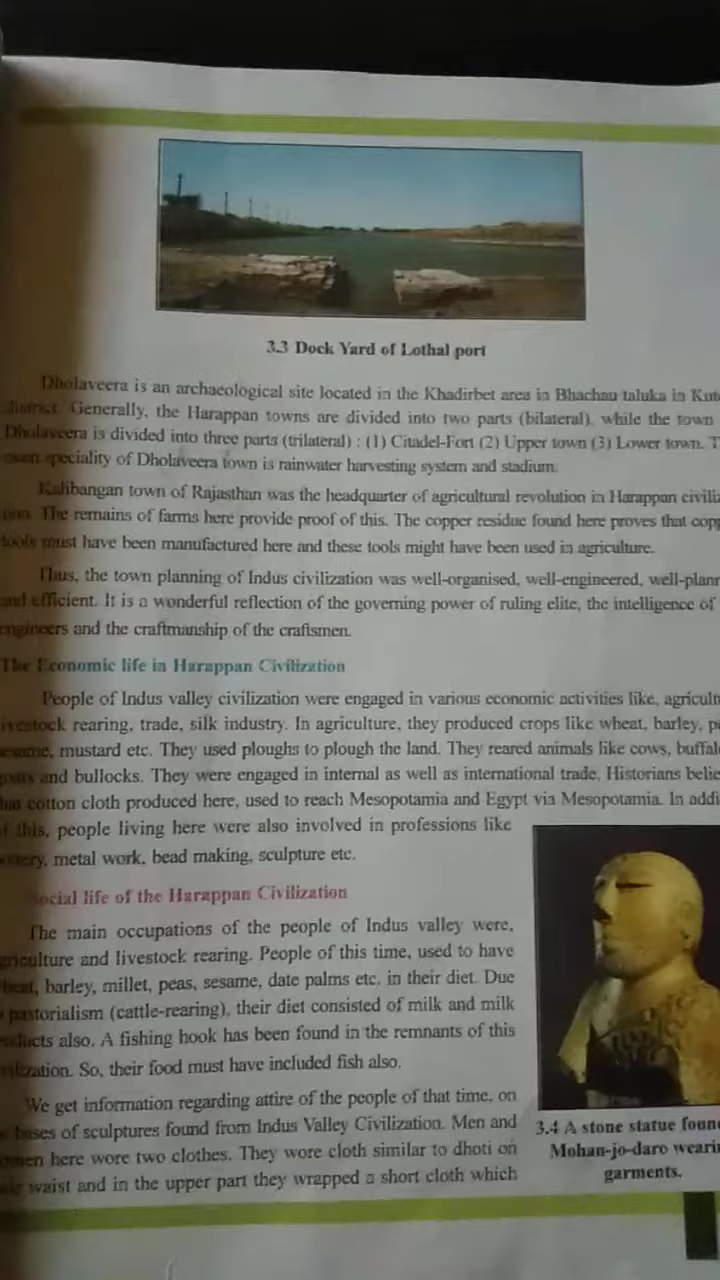 3.3 Dock Yard of Lothal port
Dholaveera is an archaeological site located in the Khadirbet area in Bhachau taluka in
district. Generally, the Harappan towns are divided into two parts (bilateral), while the town
Dholaveera is divided into three parts (trilateral) : (1) Citadel-Fort (2) Upper town (3) Lower town.
main speciality of Dholaveera town is rainwater harvesting system and stadium.
Kalibangan town of Rajasthan was the headquarter of agricultural revolution in Harappan
The remains of farms here provide proof of this. The copper residue found here proves that
tools must have been manufactured here and these tools might have been used in agriculture.
Thus, the town planning of Indus civilization was well-organised, well-engineered,
and efficient. It is a wonderful reflection of the governing power of ruling elite, the intelligence of
engineers and the craftmanship of the craftsmen.
The Economic life in Harappan Civilization
People of Indus valley civilization were engaged in various economic activities like,
livestock rearing, trade, silk industry. In agriculture, they produced crops like wheat, barley,
sesame, mustard etc. They used ploughs to plough the land. They reared animals like cows,
goats and bullocks. They were engaged in internal as well as international trade. Historians
that cotton cloth produced here, used to reach Mesopotamia and Egypt via Mesopotamia. In
of this, people living here were also involved in professions like
metal work, bead making, sculpture etc.
Social life of the Harappan Civilization
The main occupations of the people of Indus valley were,
agriculture and livestock rearing. People of this time, used to have
wheat, barley, millet, peas, sesame, date palms etc. in their diet. Due
pastorialism (cattle-rearing), their diet consisted of milk and milk
products also. A fishing hook has been found in the remnants of this
civilization. So, their food must have included fish also.
We get information regarding attire of the people of that time, on
bases of sculptures found from Indus Valley Civilization. Men and
women here wore two clothes. They wore cloth similar to dhoti on
waist and in the upper part they wrapped a short cloth which
3.4 A stone statue
Mohan-jo-daro
garments.